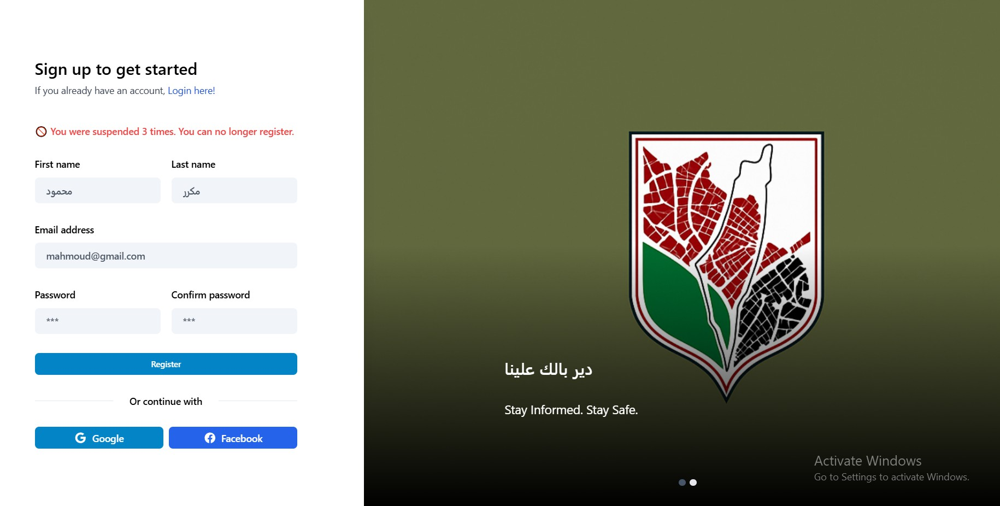 Sign up to get started
If you already have an account, Login here!
You were suspended 3 times. You can no longer register.
First name
Last name
محمود
مكرر
Email address
mahmoud@gmail.com
Password
Confirm password
***
***
Register
Or continue with
Google
Facebook
دير بالك علينا
Stay Informed. Stay Safe.
Activate Windows
Go to Settings to activate Windows.